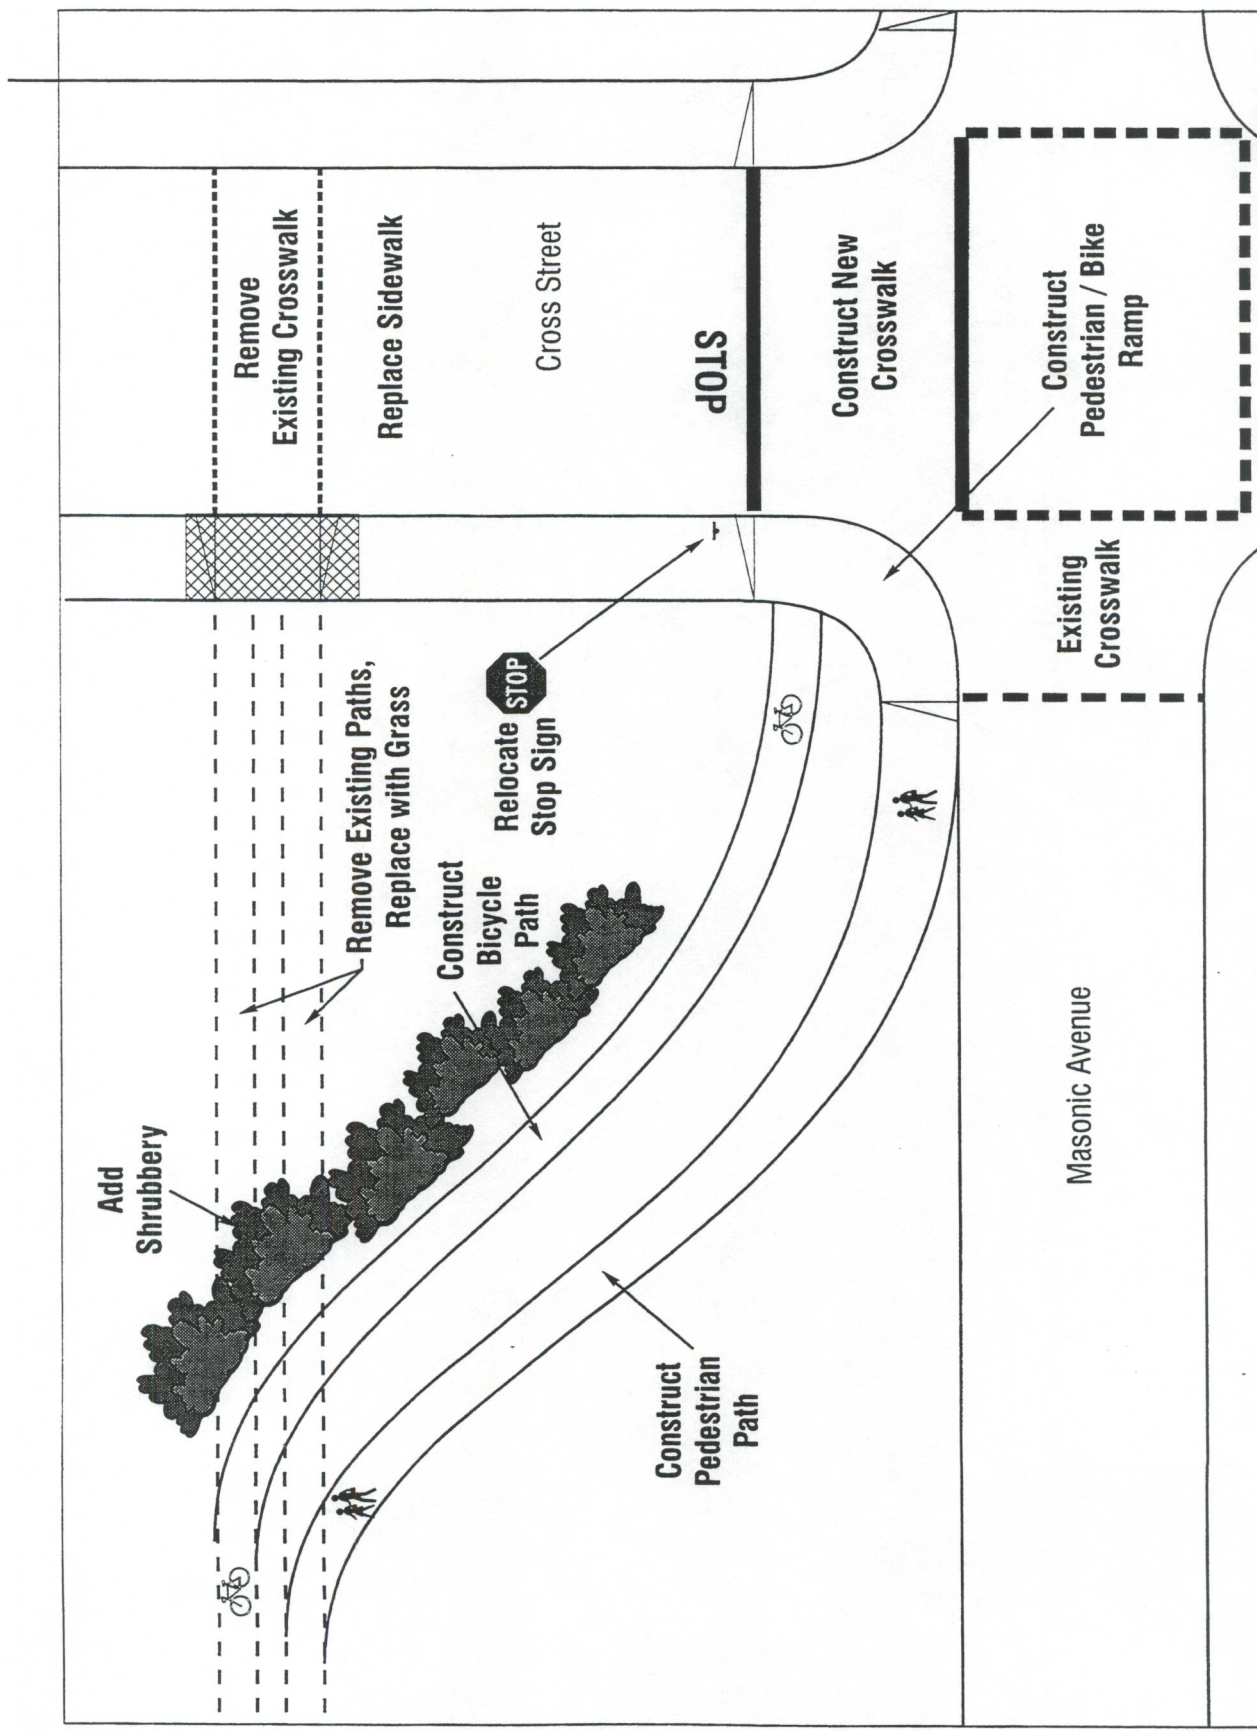 Add
Shrubbery
Remove Existing Paths,
Replace with Grass
Remove
Existing Crosswalk
Replace Sidewalk
Construct
Bicycle
Path
Relocate
Stop Sign
STOP
Cross Street
STOP
Construct
Pedestrian
Path
Construct New
Crosswalk
Masonic Avenue
Existing
Crosswalk
Construct
Pedestrian / Bike
Ramp